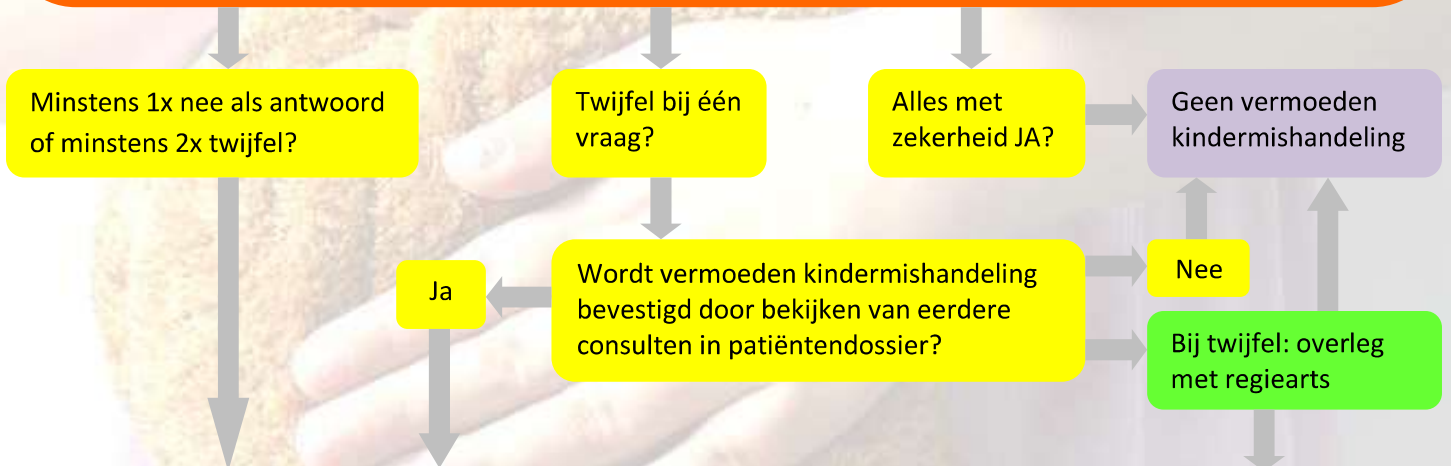 Minstens 1x nee als antwoord
of minstens 2x twijfel?
Twijfel bij één
vraag?
Alles met
zekerheid JA?
Geen vermoeden
kindermishandeling
Ja
Wordt vermoeden kindermishandeling
bevestigd door bekijken van eerdere
consulten in patiëntendossier?
Nee
Bij twijfel: overleg
met regiearts